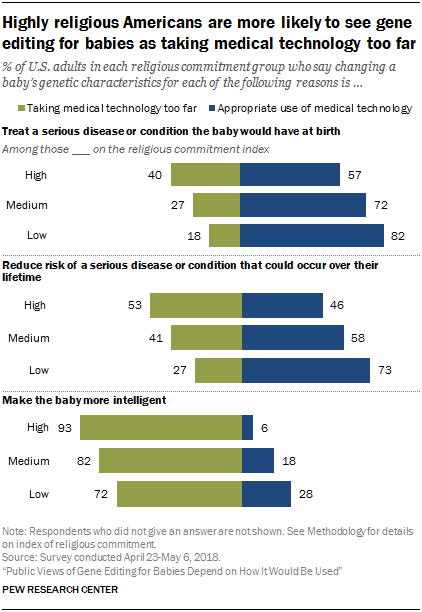 Highly religious Americans are more likely to see gene
editing for babies as taking medical technology too far
% of U.S. adults in each religious commitment group who say changing a
baby's genetic characteristics for each of the following reasons is ...
Taking medical technology too far Appropriate use of medical technology
Treat a serious disease or condition the baby would have at birth
Among those ___ on the religious commitment index
High 40 57
Medium 27 72
Low 18 82
Reduce risk of a serious disease or condition that could occur over their
lifetime
High 53 46
Medium 41 58
Low 27 73
Make the baby more intelligent
High 93 6
Medium 82 18
Low 72 28
Note: Respondents who did not give an answer are not shown. See Methodology for details
on index of religious commitment.
Source: Survey conducted April 23-May 6, 2018.
"Public Views of Gene Editing for Babies Depend on How It Would Be Used"
PEW RESEARCH CENTER